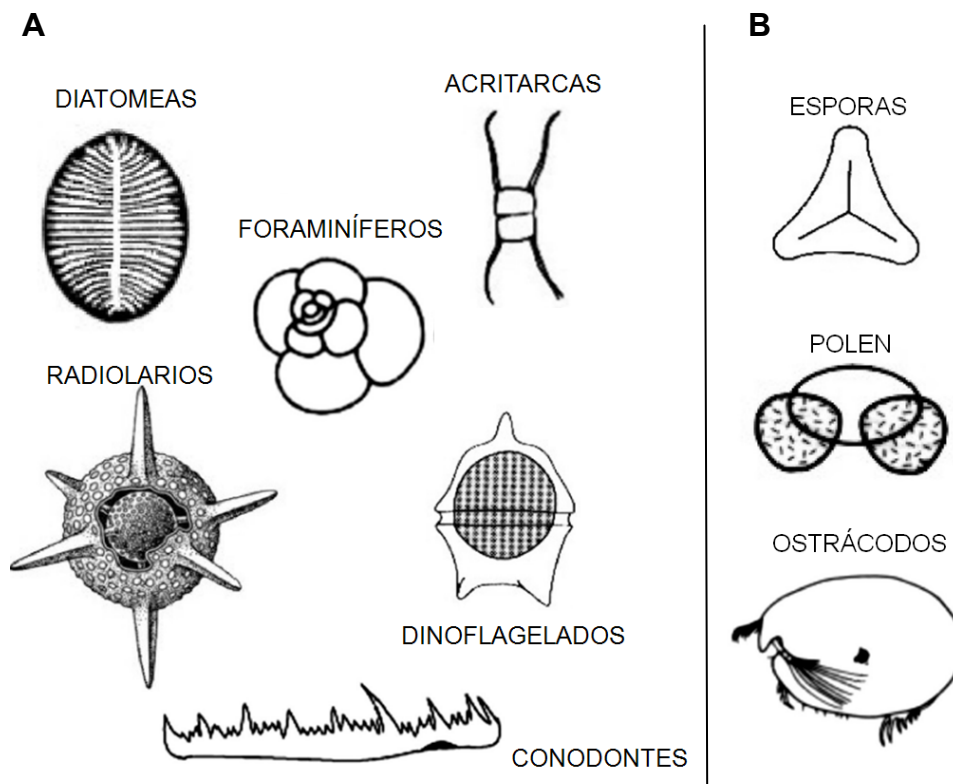 A
DIATOMEAS
ACRITARCAS
FORAMINÍFEROS
RADIOLARIOS
DINOFLAGELADOS
CONODONTES
B
ESPORAS
POLEN
OSTRÁCODOS